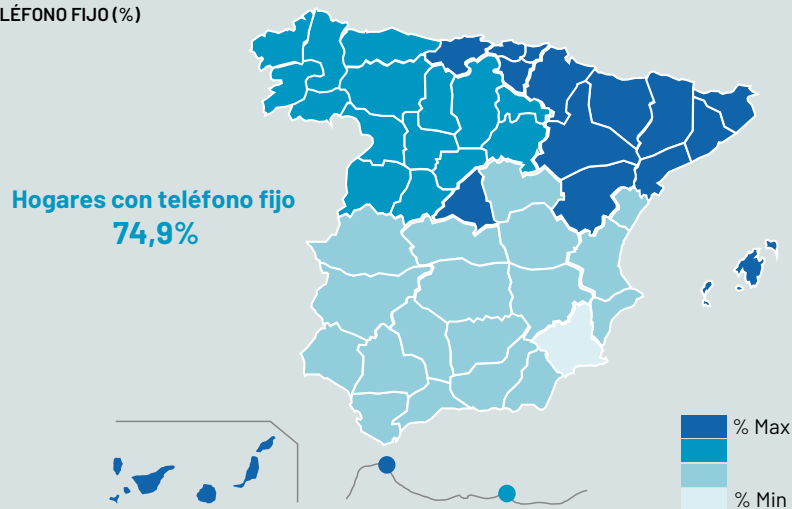 LÉFONO FIJO (%)
Hogares con teléfono fijo
74,9%
% Max
% Min